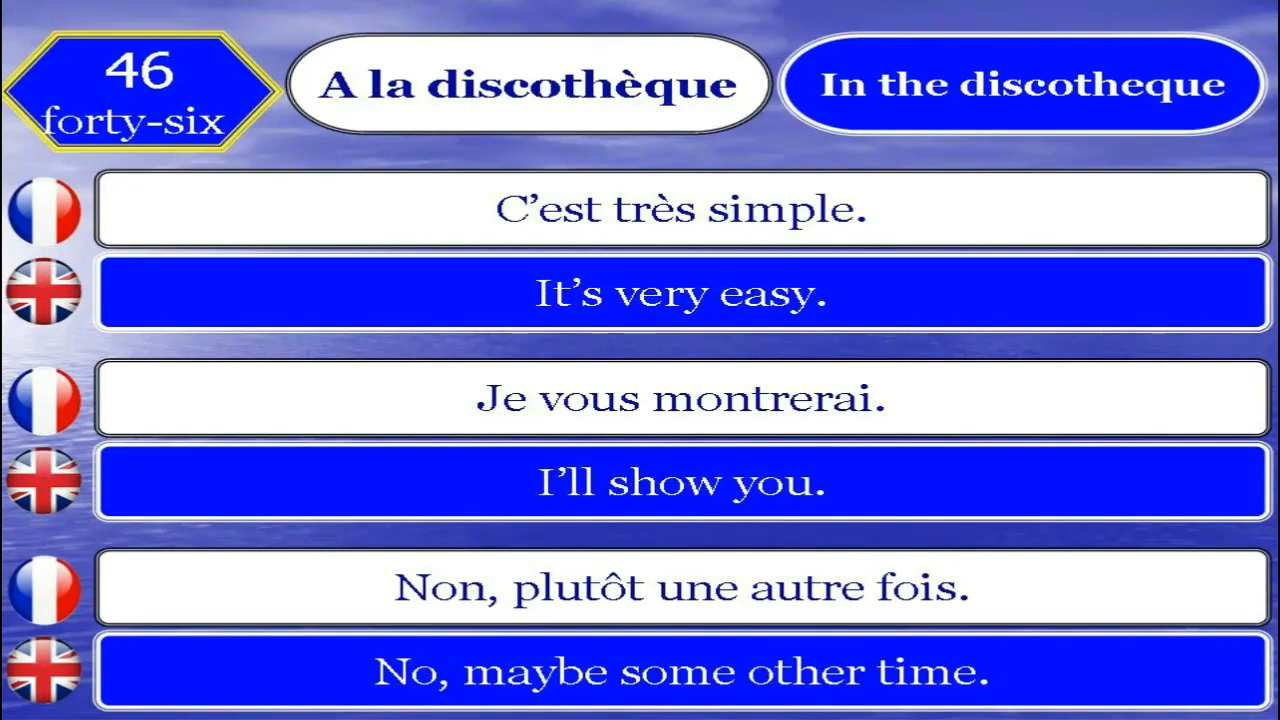 46
forty-six
A la discothèque
In the discotheque
C’est très simple.
It’s very easy.
Je vous montrerai.
I’ll show you.
Non, plutôt une autre fois.
No, maybe some other time.